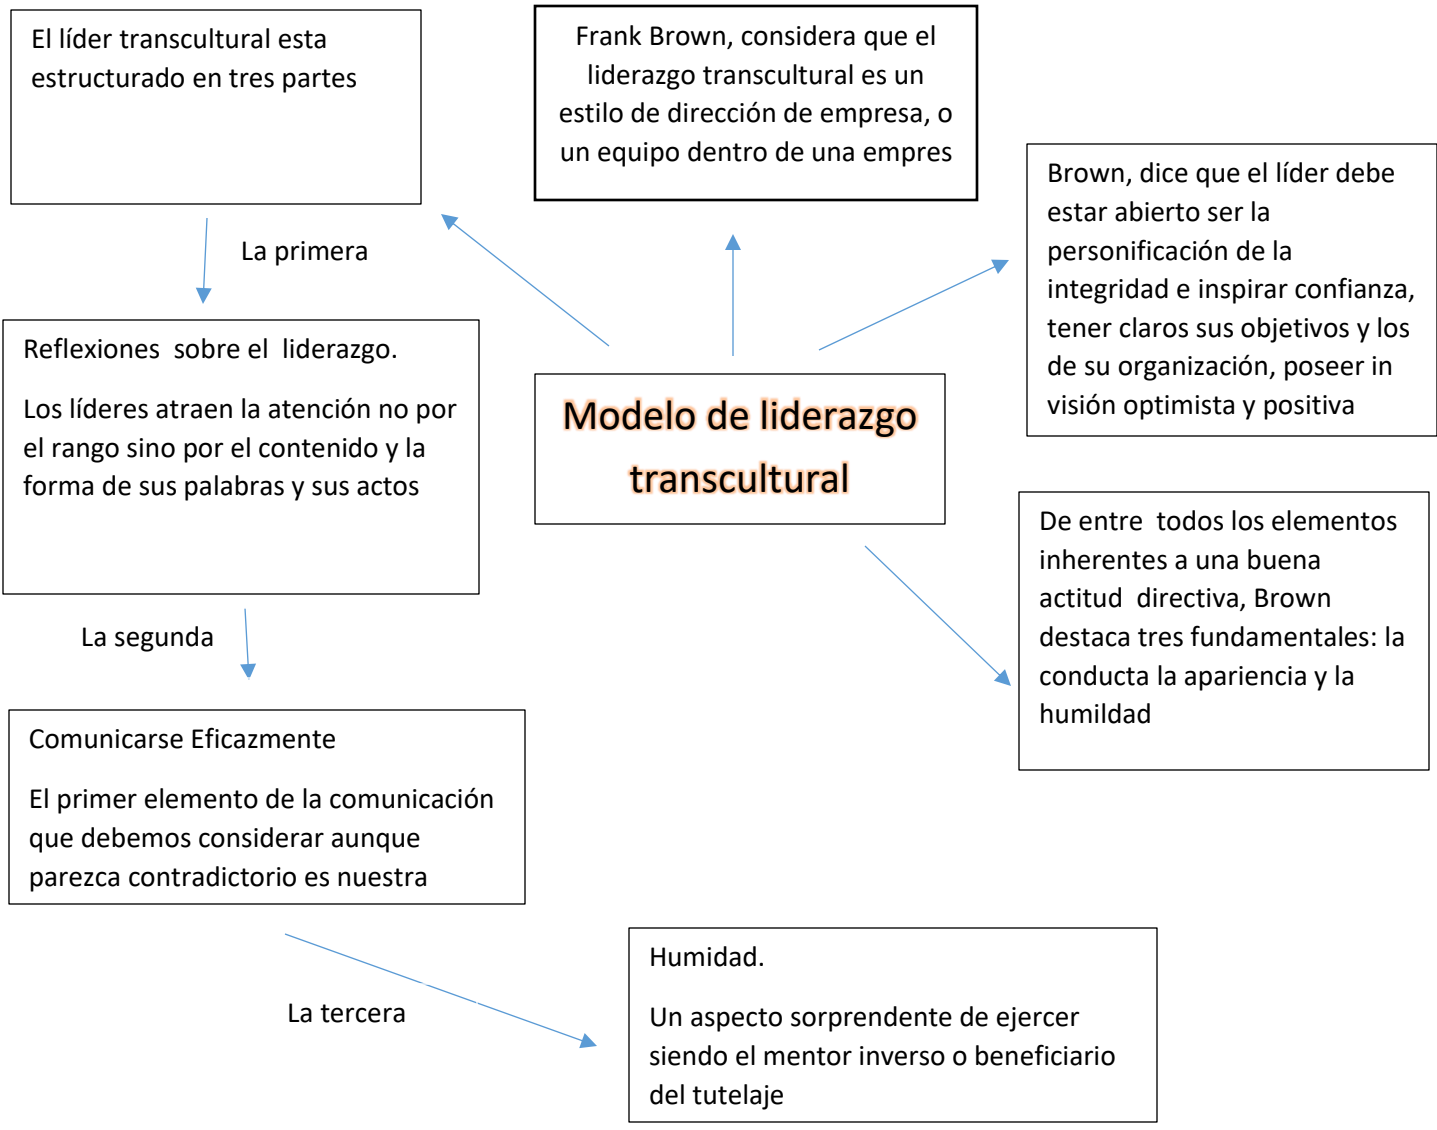 El líder transcultural esta
estructurado en tres partes
Frank Brown, considera que el
liderazgo transcultural es un
estilo de dirección de empresa, o
un equipo dentro de una empres
Brown, dice que el líder debe
estar abierto ser la
personificación de la
integridad e inspirar confianza,
tener claros sus objetivos y los
de su organización, poseer in
visión optimista y positiva
La primera
Reflexiones sobre el liderazgo.
Los líderes atraen la atención no por
el rango sino por el contenido y la
forma de sus palabras y sus actos
Modelo de liderazgo
transcultural
De entre todos los elementos
inherentes a una buena
actitud directiva, Brown
destaca tres fundamentales: la
conducta la apariencia y la
humildad
La segunda
Comunicarse Eficazmente
El primer elemento de la comunicación
que debemos considerar aunque
parezca contradictorio es nuestra
La tercera
Humidad.
Un aspecto sorprendente de ejercer
siendo el mentor inverso o beneficiario
del tutelaje